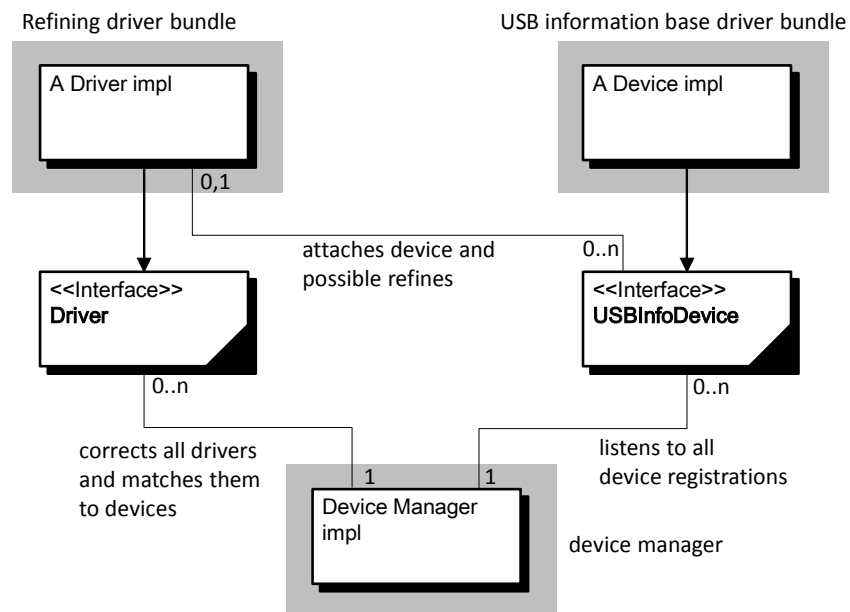 Refining driver bundle
USB information base driver bundle
A Driver impl
A Device impl
0,1
attaches device and
possible refines
0..n
<<Interface>>
Driver
<<Interface>>
USBInfoDevice
0..n
0..n
corrects all drivers
and matches them
to devices
listens to all
device registrations
1
1
Device Manager
impl
device manager